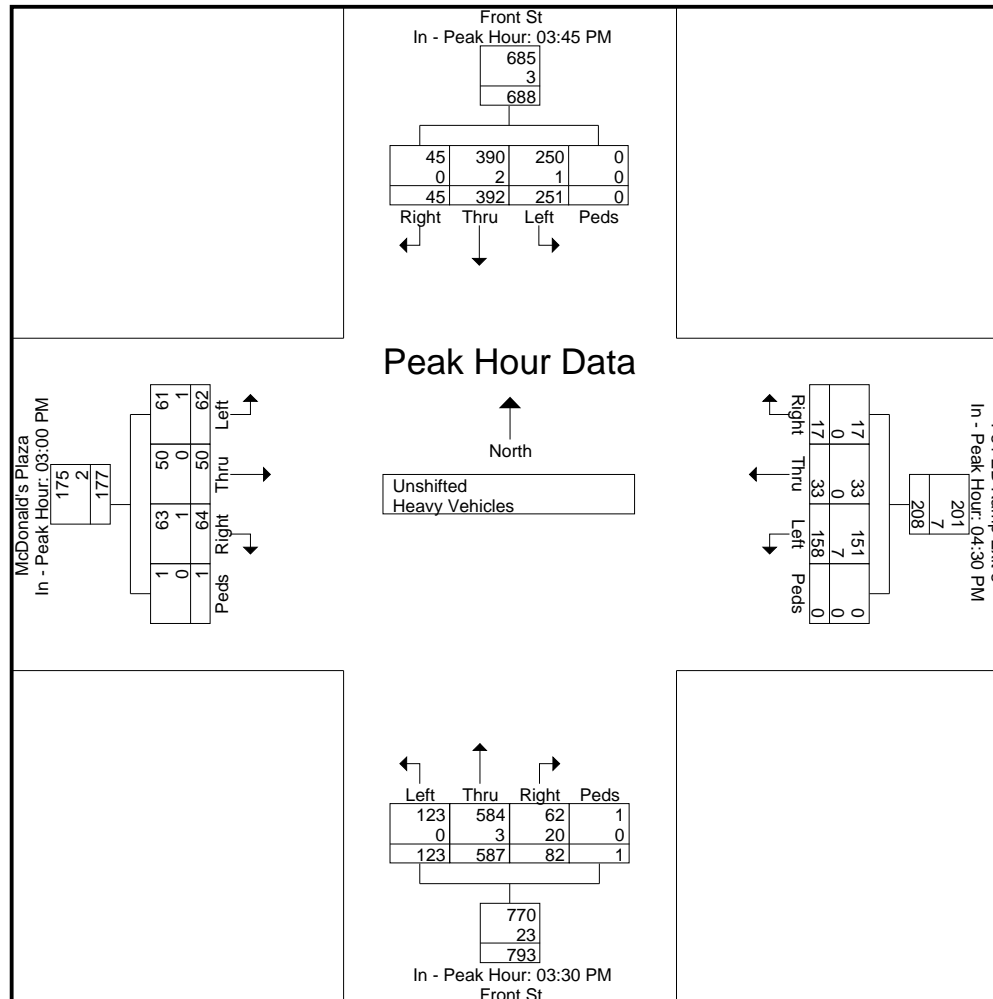 Front St
In - Peak Hour: 03:45 PM
685
3
688
45 390 250 0
0 2 1 0
45 392 251 0
Right Thru Left Peds
Peak Hour Data
North
Unshifted
Heavy Vehicles
McDonald's Plaza
In - Peak Hour: 03:00 PM
175
2
177
61 50 63 1
1 0 1 0
62 50 64 1
Left Thru Right Peds
In - Peak Hour: 04:30 PM
201
7
208
17 33 151 0
0 0 7 0
17 33 158 0
Right Thru Left Peds
Left Thru Right Peds
123 584 62 1
0 3 20 0
123 587 82 1
770
23
793
In - Peak Hour: 03:30 PM
Front St